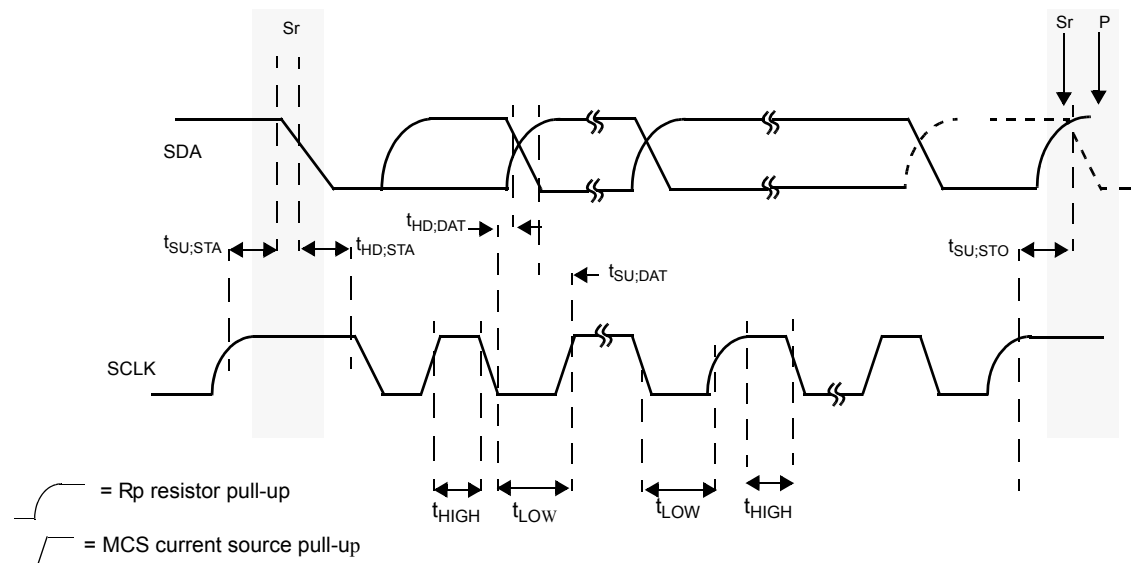 Sr
Sr P
SDA
tHD;DAT
tSU;STA
tHD;STA
tSU;STO
tSU;DAT
SCLK
tHIGH
tLOW
tLOW
tHIGH
= Rp resistor pull-up
= MCS current source pull-up